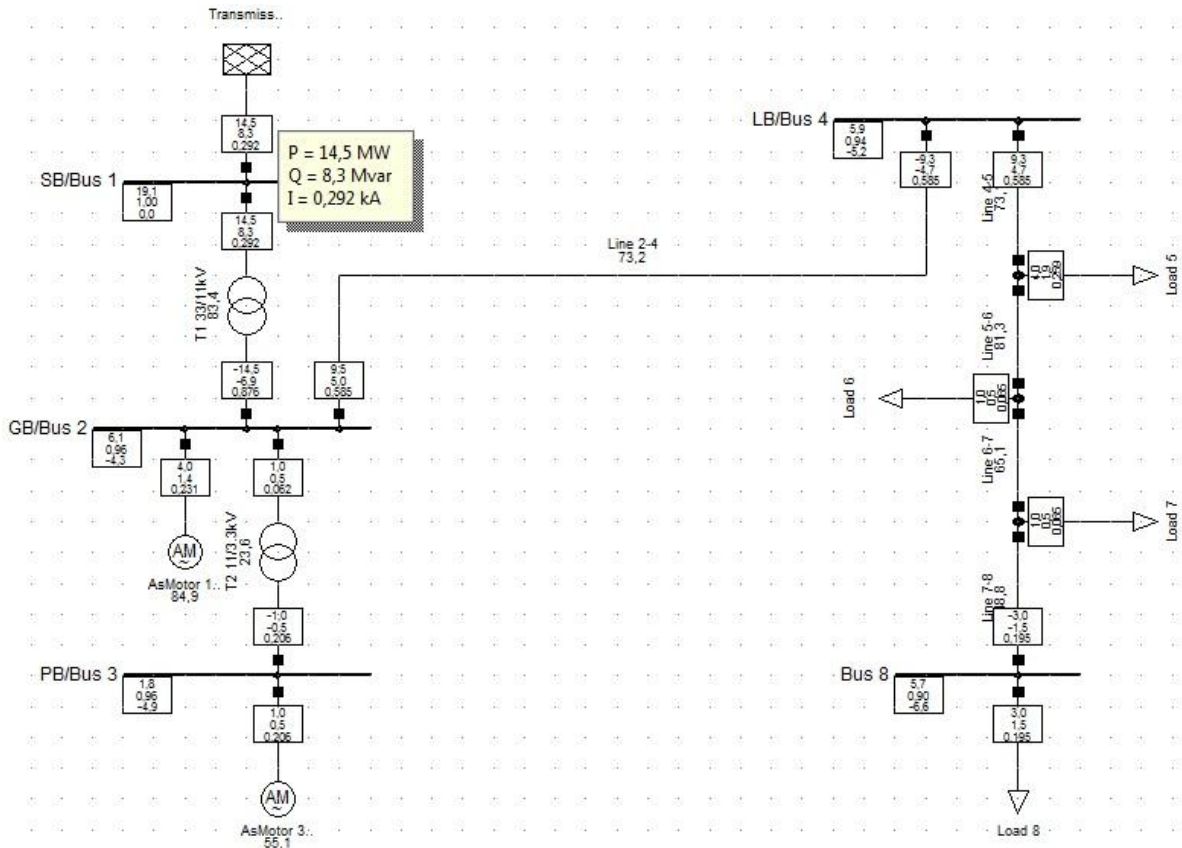 Transmiss..
14,5
8,3
0,292
P = 14,5 MW
Q = 8,3 Mvar
I = 0,292 kA
SB/Bus 1
19,1
1,00
0,0
14,5
8,3
0,292
T1 33/11kV
83,4
-14,5
-6,9
0,876
9,5
5,0
0,585
Line 2-4
73,2
LB/Bus 4
5,9
0,94
-5,2
-9,3
-4,7
0,585
9,3
4,7
0,585
Line 4-5
4,0
1,9
Load 5
Line 5-6
81,3
1,0
0,5
0,065
Load 6
Line 6-7
65,1
1,0
0,5
0,065
Load 7
Line 7-8
-3,0
-1,5
0,195
Bus 8
5,7
0,90
-6,6
3,0
1,5
0,195
Load 8
GB/Bus 2
6,1
0,96
-4,3
4,0
1,4
0,231
AM
~
AsMotor 1..
84,9
1,0
0,5
0,062
T2 11/3.3kV
23,6
-1,0
-0,5
0,206
PB/Bus 3
1,8
0,96
-4,9
1,0
0,5
0,206
AM
~
AsMotor 3..
55,1